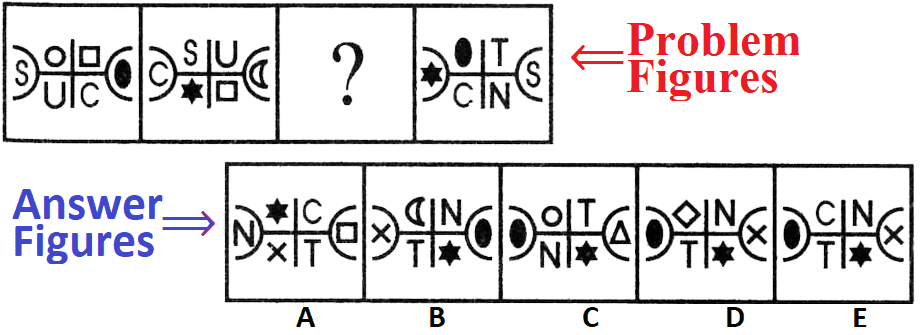 S U C
C S U
?
T C N S
Problem
Figures
Answer
Figures
N C T
N T
T N
N T
C N T
A B C D E